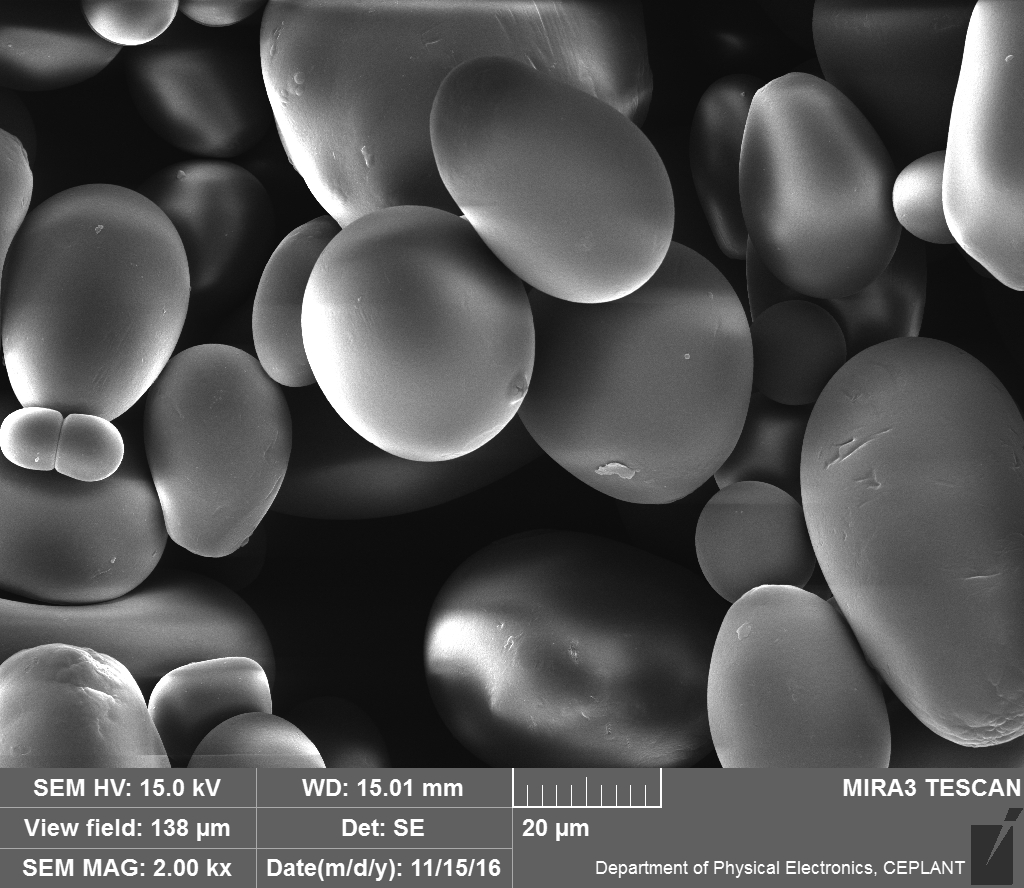 SEM HV: 15.0 kV
WD: 15.01 mm
MIRA3 TESCAN
View field: 138 µm
Det: SE
20 µm
SEM MAG: 2.00 kx
Date(m/d/y): 11/15/16
Department of Physical Electronics, CEPLANT